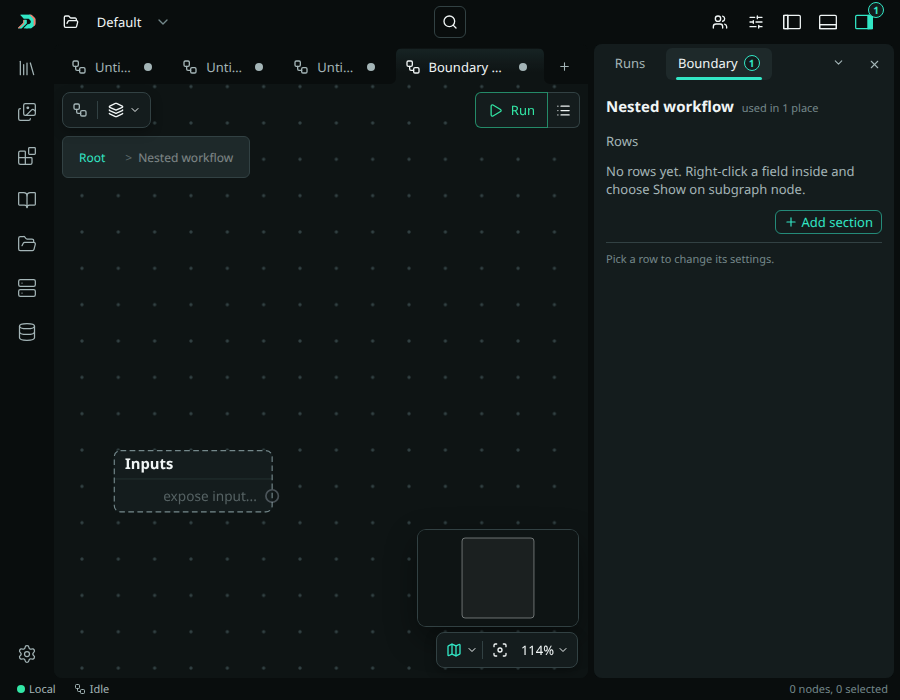 Default
1
Unti...
Unti...
Unti...
Boundary ...
Run
Root > Nested workflow
Inputs
expose input...
114%
Runs
Boundary 1
Nested workflow used in 1 place
Rows
No rows yet. Right-click a field inside and
choose Show on subgraph node.
+ Add section
Pick a row to change its settings.
Local
Idle
0 nodes, 0 selected